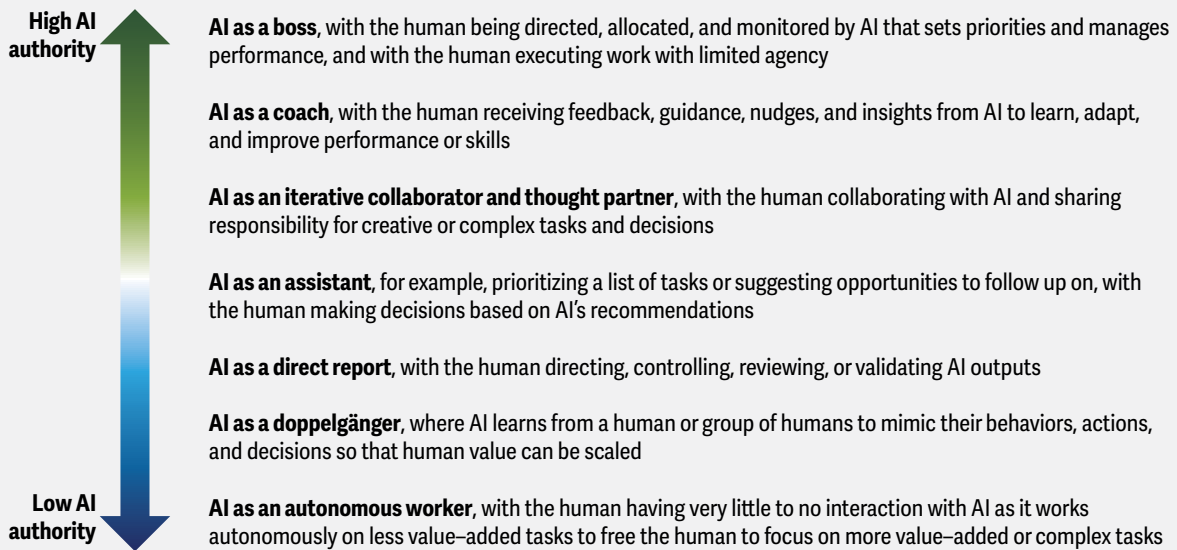 High AI
authority
AI as a boss, with the human being directed, allocated, and monitored by AI that sets priorities and manages
performance, and with the human executing work with limited agency
AI as a coach, with the human receiving feedback, guidance, nudges, and insights from AI to learn, adapt,
and improve performance or skills
AI as an iterative collaborator and thought partner, with the human collaborating with AI and sharing
responsibility for creative or complex tasks and decisions
AI as an assistant, for example, prioritizing a list of tasks or suggesting opportunities to follow up on, with
the human making decisions based on AI’s recommendations
AI as a direct report, with the human directing, controlling, reviewing, or validating AI outputs
AI as a doppelgänger, where AI learns from a human or group of humans to mimic their behaviors, actions,
and decisions so that human value can be scaled
Low AI
authority
AI as an autonomous worker, with the human having very little to no interaction with AI as it works
autonomously on less value–added tasks to free the human to focus on more value–added or complex tasks